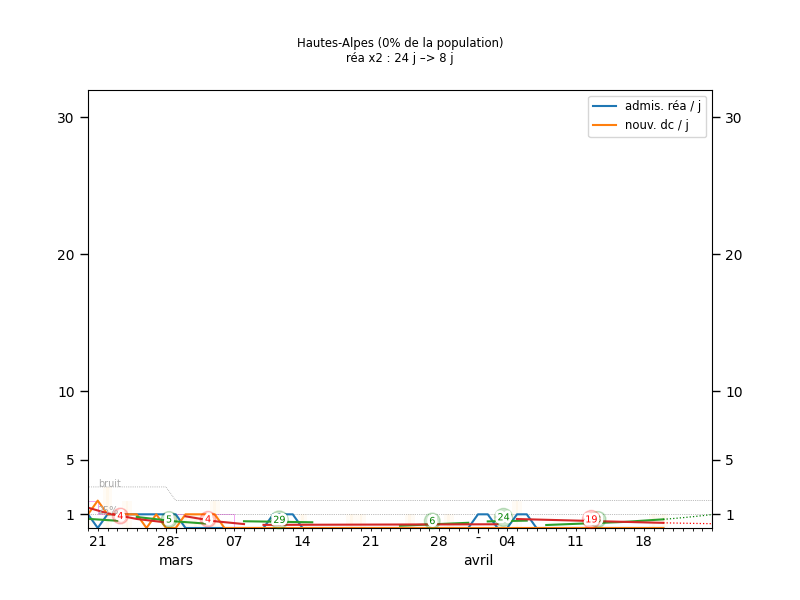 Hautes-Alpes (0% de la population)
réa x2 : 24 j –> 8 j
admis. réa / j
nouv. dc / j
30 30
20 20
10 10
5 5
bruit
1 1
4 5 4 29 6 24 19
21 28 07 14 21 28 04 11 18
mars avril